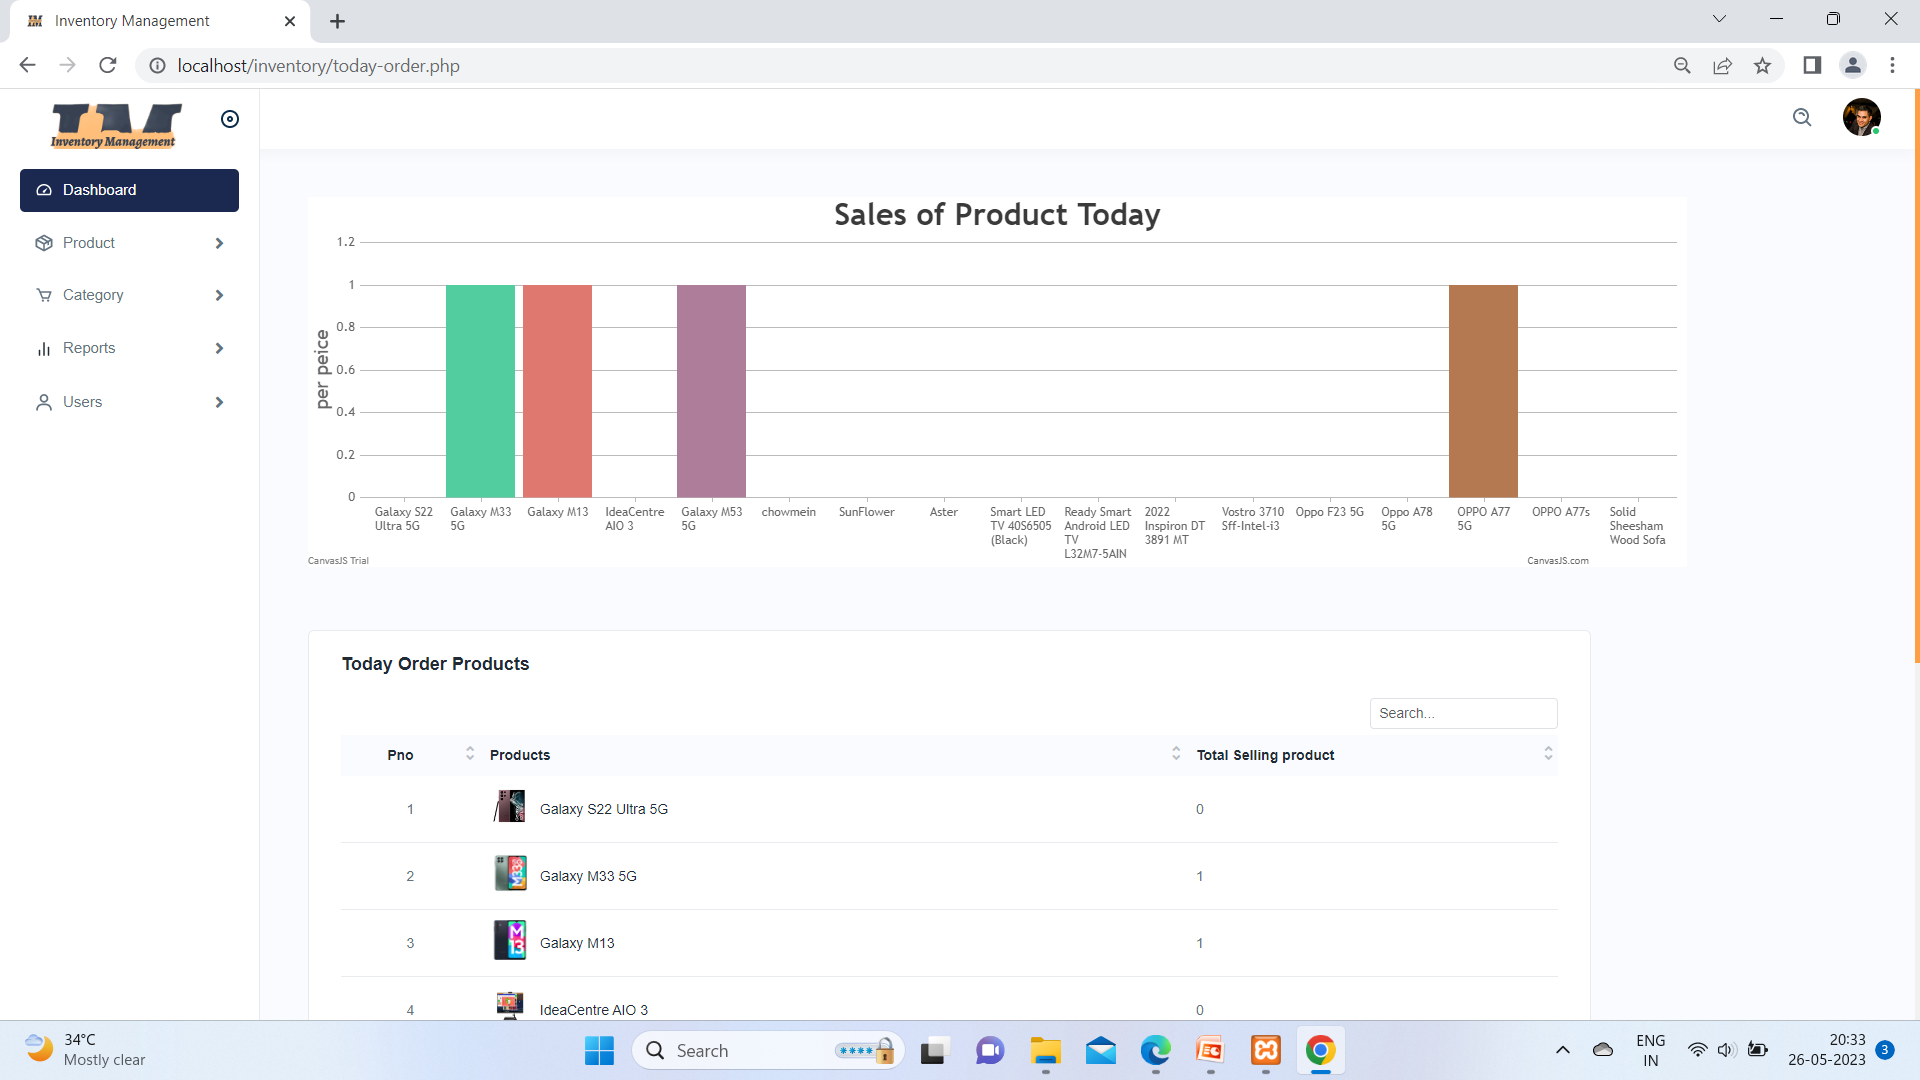 Inventory Management
localhost/inventory/today-order.php
Inventory Management
Dashboard
Product
Category
Reports
Users
Sales of Product Today
per peice
1.2
1
0.8
0.6
0.4
0.2
0
Galaxy S22
Ultra 5G
Galaxy M33
5G
Galaxy M13
IdeaCentre
AIO 3
Galaxy M53
5G
chowmein
SunFlower
Aster
Smart LED
TV 40S6505
(Black)
Ready Smart
Android LED
TV
L32M7-5AIN
2022
Inspiron DT
3891 MT
Vostro 3710
Sff-Intel-i3
Oppo F23 5G
Oppo A78
5G
OPPO A77
5G
OPPO A77s
Solid
Sheesham
Wood Sofa
CanvasJS Trial
CanvasJS.com
Today Order Products
Search...
Pno Products Total Selling product
1 Galaxy S22 Ultra 5G 0
2 Galaxy M33 5G 1
3 Galaxy M13 1
4 IdeaCentre AIO 3 0
34°C
Mostly clear
Search
ENG
IN
20:33
26-05-2023
3